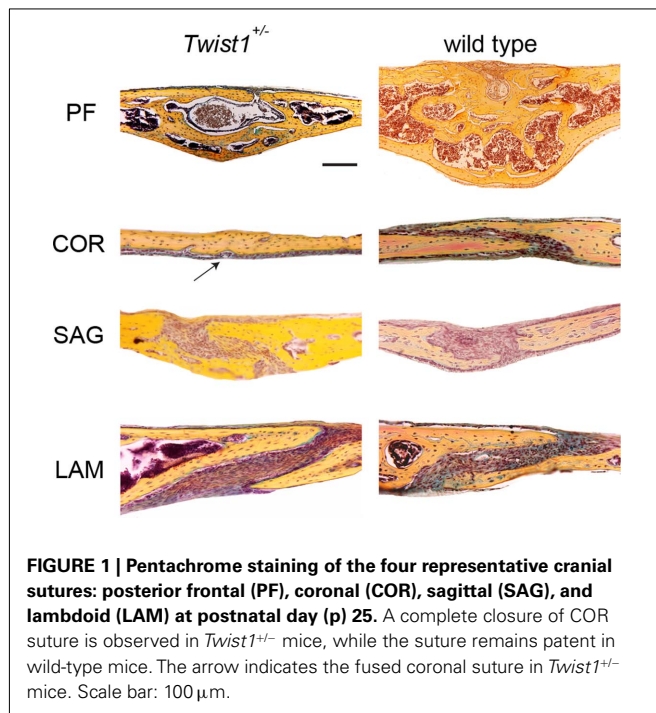 Twist1+/- wild type
PF
COR
SAG
LAM
FIGURE 1 | Pentachrome staining of the four representative cranial
sutures: posterior frontal (PF), coronal (COR), sagittal (SAG), and
lambdoid (LAM) at postnatal day (p) 25. A complete closure of COR
suture is observed in Twist1+/− mice, while the suture remains patent in
wild-type mice. The arrow indicates the fused coronal suture in Twist1+/−
mice. Scale bar: 100 μm.